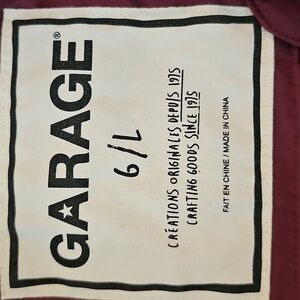 GARAGE®
G/L
CRÉATIONS ORIGINALES DEPUIS 1975
CRAFTING GOODS SINCE 1975
FAIT EN CHINE / MADE IN CHINA